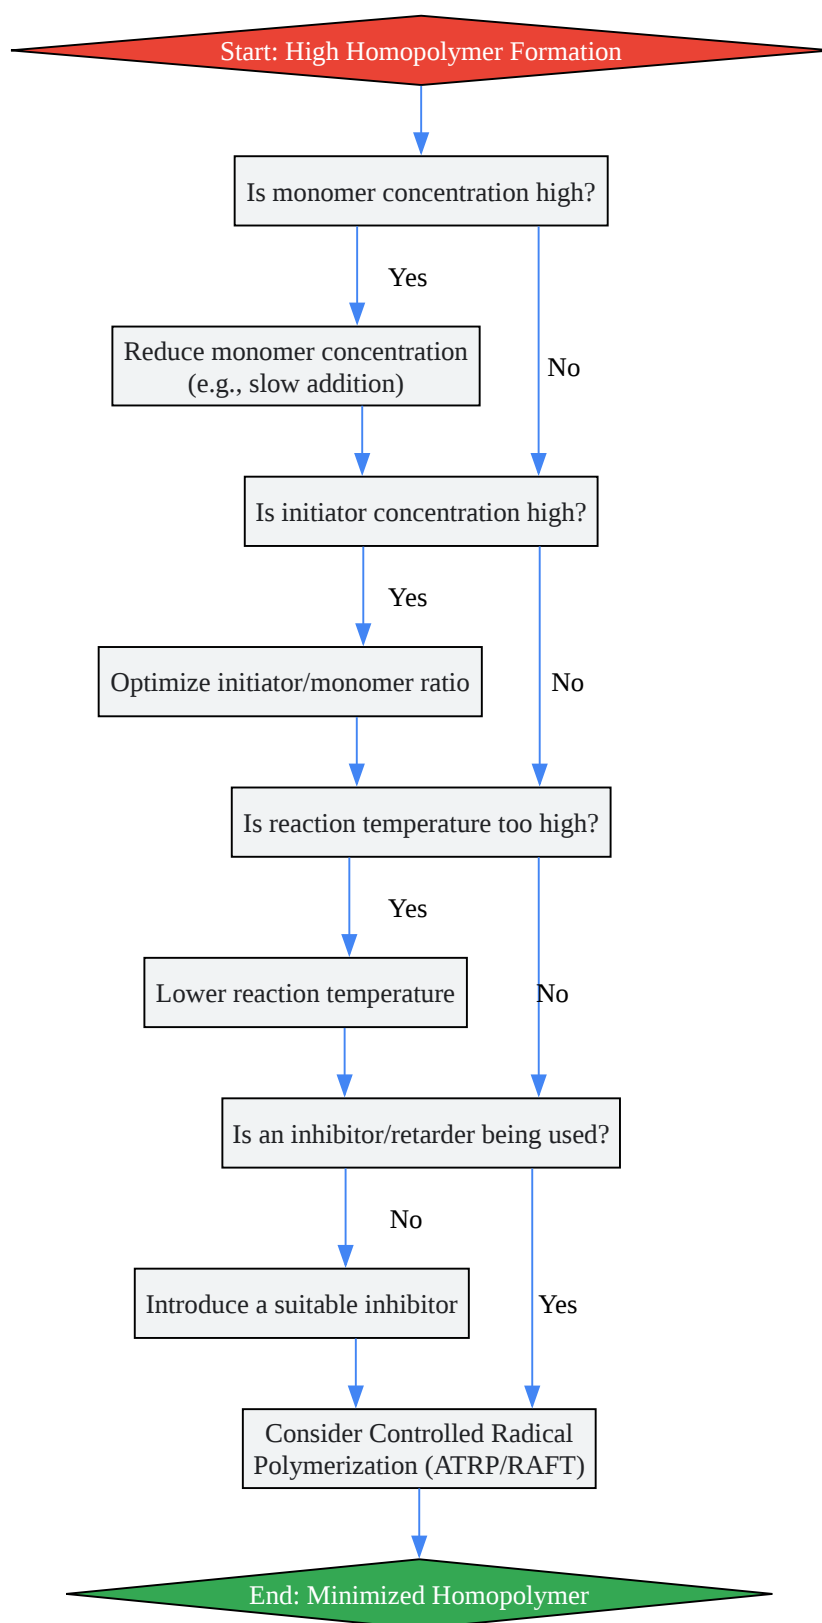 Start: High Homopolymer Formation
Is monomer concentration high?
Yes
Reduce monomer concentration
(e.g., slow addition)
No
Is initiator concentration high?
Yes
Optimize initiator/monomer ratio
No
Is reaction temperature too high?
Yes
Lower reaction temperature
No
Is an inhibitor/retarder being used?
No
Introduce a suitable inhibitor
Yes
Consider Controlled Radical
Polymerization (ATRP/RAFT)
End: Minimized Homopolymer